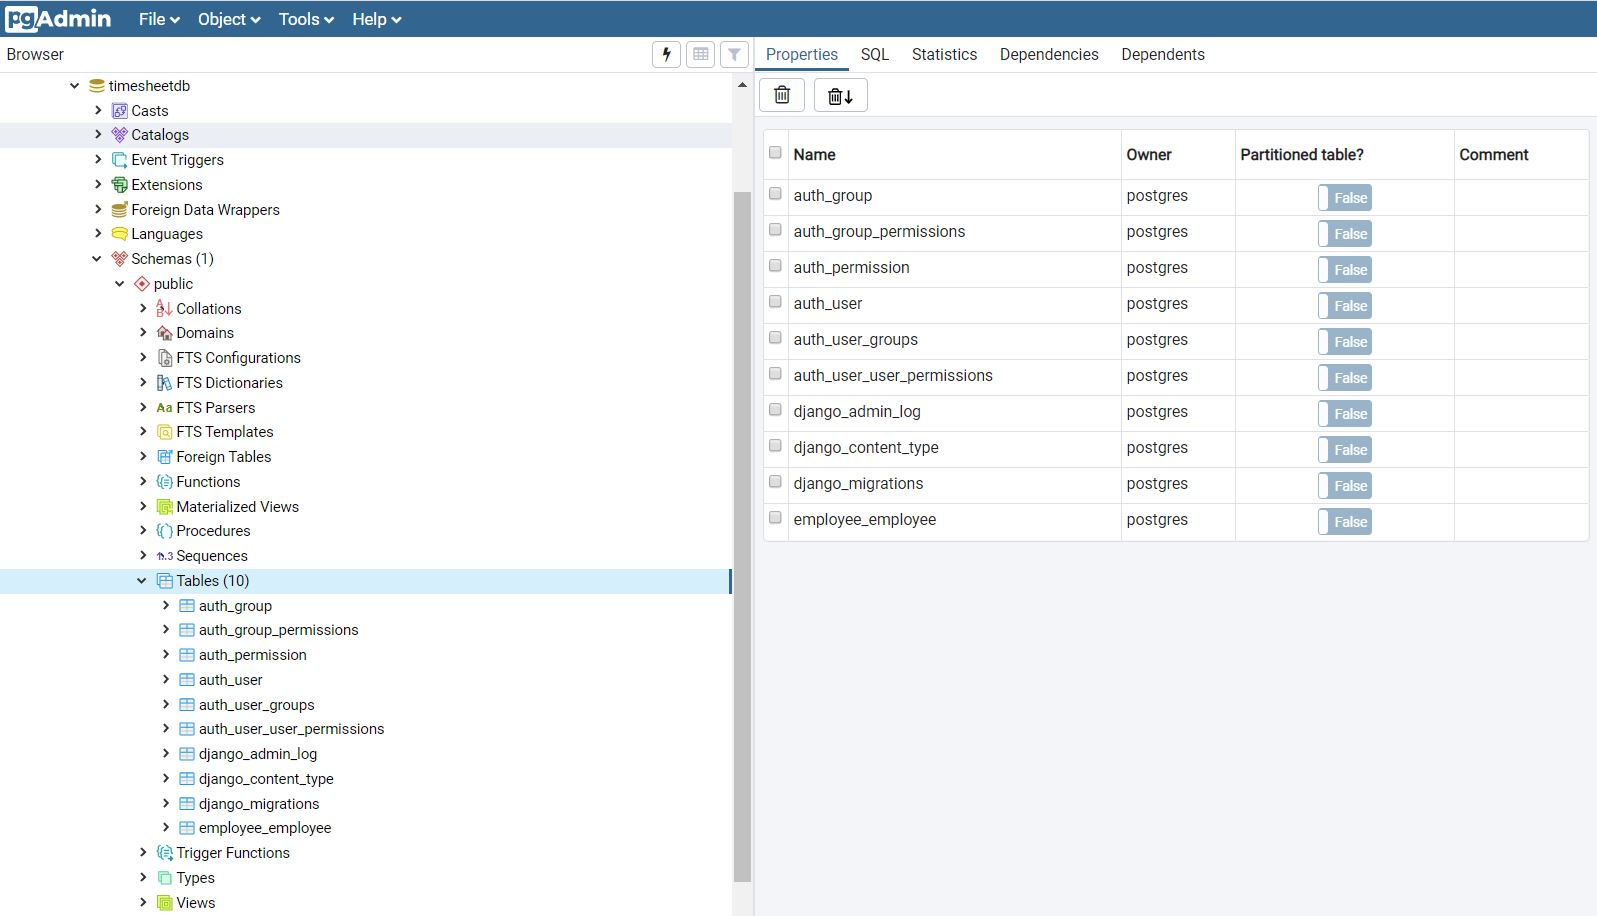 pgAdmin File Object Tools Help
Browser
timesheetdb
Casts
Catalogs
Event Triggers
Extensions
Foreign Data Wrappers
Languages
Schemas (1)
public
Collations
Domains
FTS Configurations
FTS Dictionaries
Aa FTS Parsers
FTS Templates
Foreign Tables
Functions
Materialized Views
Procedures
1..3 Sequences
Tables (10)
auth_group
auth_group_permissions
auth_permission
auth_user
auth_user_groups
auth_user_user_permissions
django_admin_log
django_content_type
django_migrations
employee_employee
Trigger Functions
Types
Views
Properties SQL Statistics Dependencies Dependents
Name Owner Partitioned table? Comment
auth_group postgres False
auth_group_permissions postgres False
auth_permission postgres False
auth_user postgres False
auth_user_groups postgres False
auth_user_user_permissions postgres False
django_admin_log postgres False
django_content_type postgres False
django_migrations postgres False
employee_employee postgres False